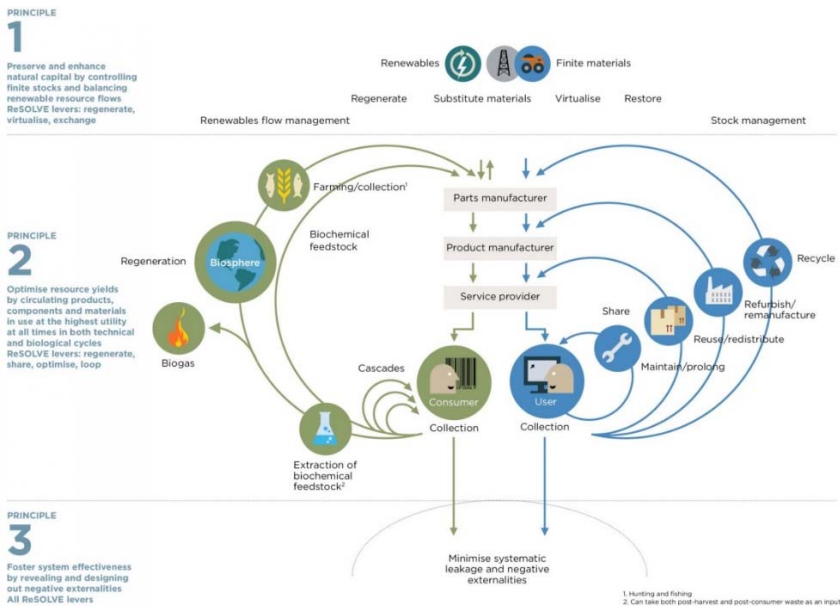 PRINCIPLE
1
Preserve and enhance
natural capital by controlling
finite stocks and balancing
renewable resource flows
ReSOLVE levers: regenerate,
virtualise, exchange
Renewables
Finite materials
Regenerate
Substitute materials
Virtualise
Restore
Renewables flow management
Stock management
PRINCIPLE
2
Optimise resource yields
by circulating products,
components and materials
in use at the highest utility
at all times in both technical
and biological cycles
ReSOLVE levers: regenerate,
share, optimise, loop
Farming/collection¹
Biochemical
feedstock
Regeneration
Biosphere
Biogas
Cascades
Extraction of
biochemical
feedstock²
Parts manufacturer
Product manufacturer
Service provider
Consumer
Collection
User
Collection
Share
Maintain/prolong
Reuse/redistribute
Refurbish/
remanufacture
Recycle
PRINCIPLE
3
Foster system effectiveness
by revealing and designing
out negative externalities
All ReSOLVE levers
Minimise systematic
leakage and negative
externalities
1. Hunting and fishing
2. Can take both post-harvest and post-consumer waste as an input